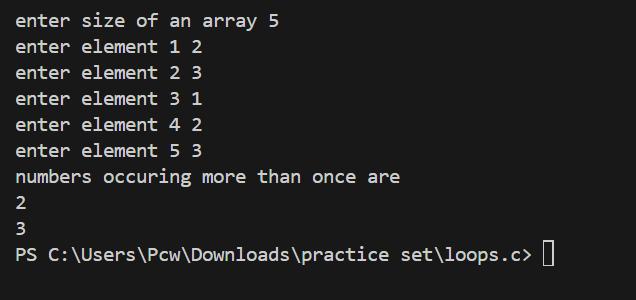 enter size of an array 5
enter element 1 2
enter element 2 3
enter element 3 1
enter element 4 2
enter element 5 3
numbers occuring more than once are
2
3
PS C:\Users\Pcw\Downloads\practice set\loops.c>